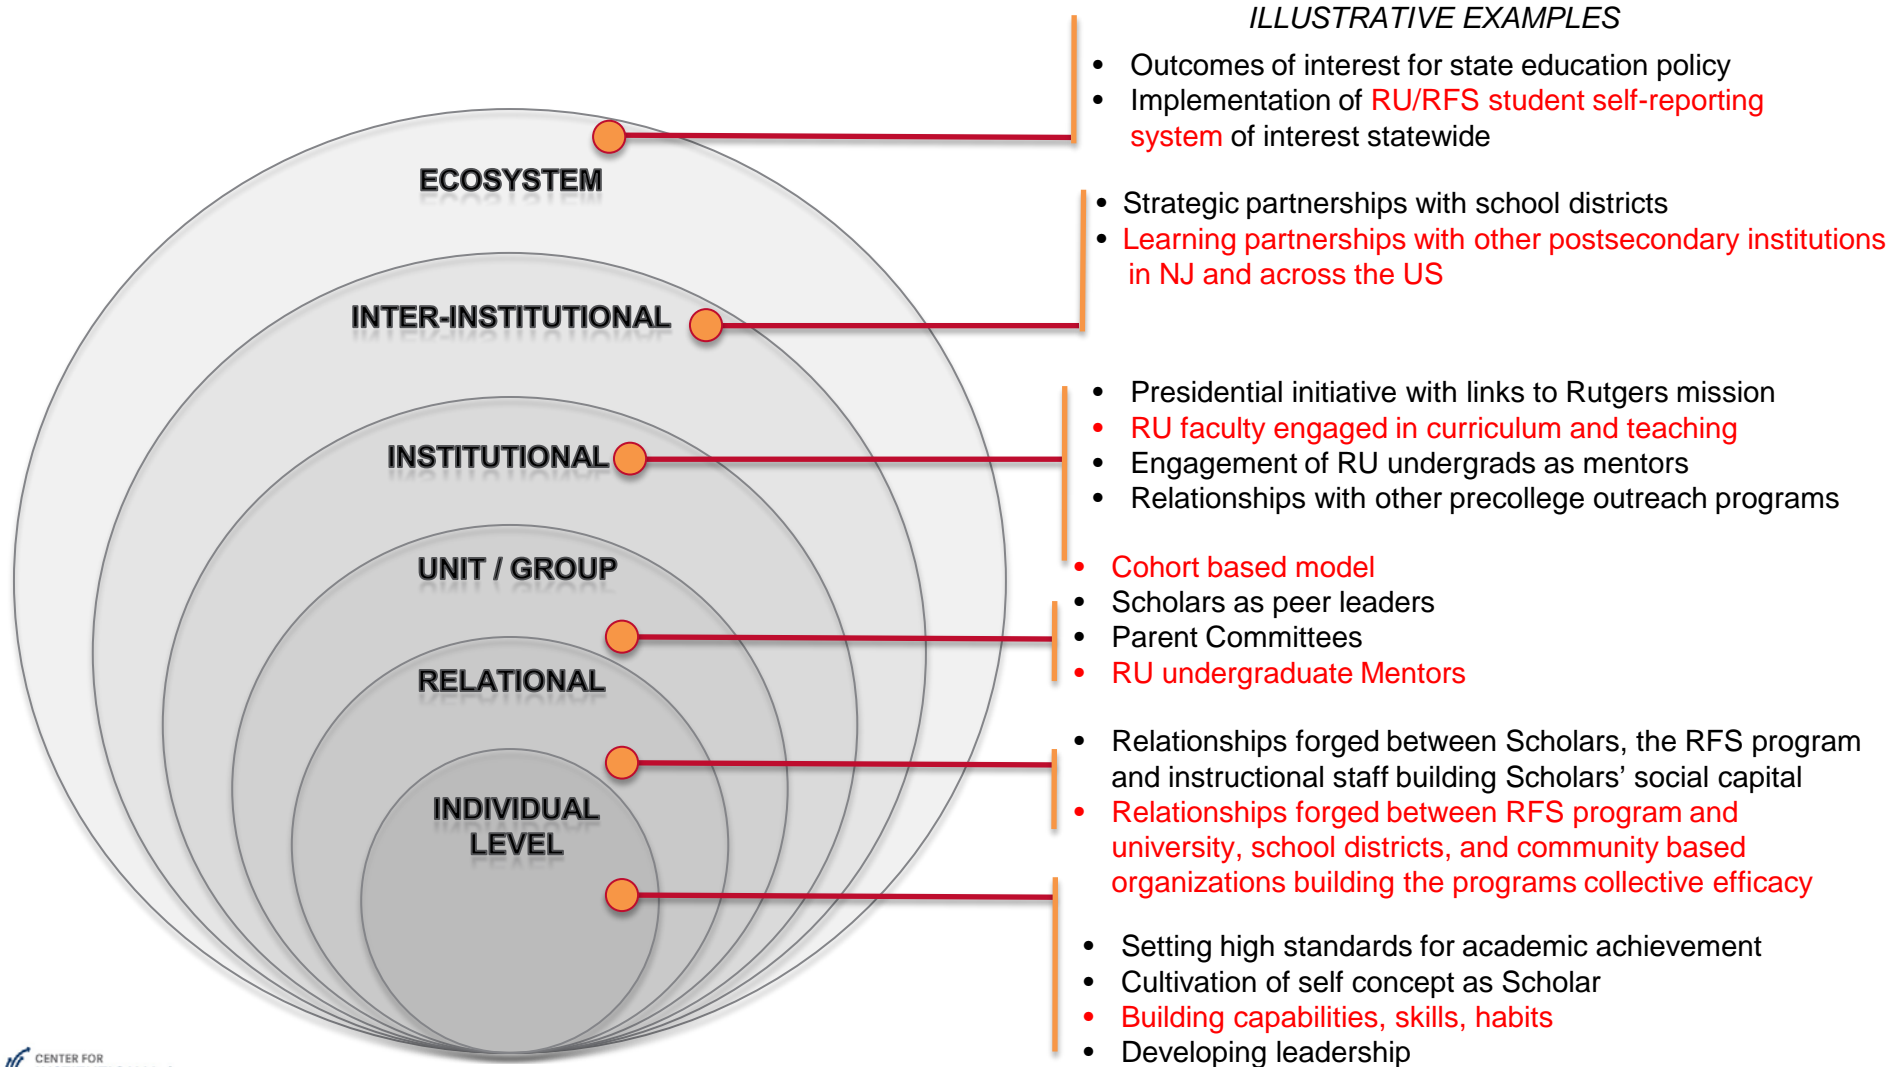 ILLUSTRATIVE EXAMPLES
• Outcomes of interest for state education policy
• Implementation of RU/RFS student self-reporting
system of interest statewide
ECOSYSTEM
• Strategic partnerships with school districts
• Learning partnerships with other postsecondary institutions
in NJ and across the US
INTER-INSTITUTIONAL
• Presidential initiative with links to Rutgers mission
• RU faculty engaged in curriculum and teaching
• Engagement of RU undergrads as mentors
• Relationships with other precollege outreach programs
INSTITUTIONAL
• Cohort based model
• Scholars as peer leaders
• Parent Committees
• RU undergraduate Mentors
UNIT / GROUP
• Relationships forged between Scholars, the RFS program
and instructional staff building Scholars’ social capital
• Relationships forged between RFS program and
university, school districts, and community based
organizations building the programs collective efficacy
RELATIONAL
• Setting high standards for academic achievement
• Cultivation of self concept as Scholar
• Building capabilities, skills, habits
• Developing leadership
INDIVIDUAL
LEVEL
CENTER FOR